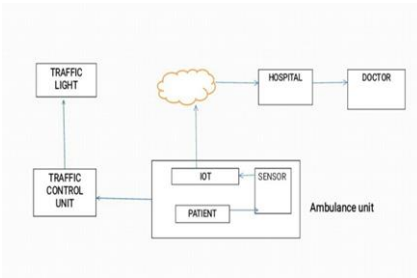 TRAFFIC
LIGHT
HOSPITAL
DOCTOR
TRAFFIC
CONTROL
UNIT
IOT
SENSOR
PATIENT
Ambulance unit